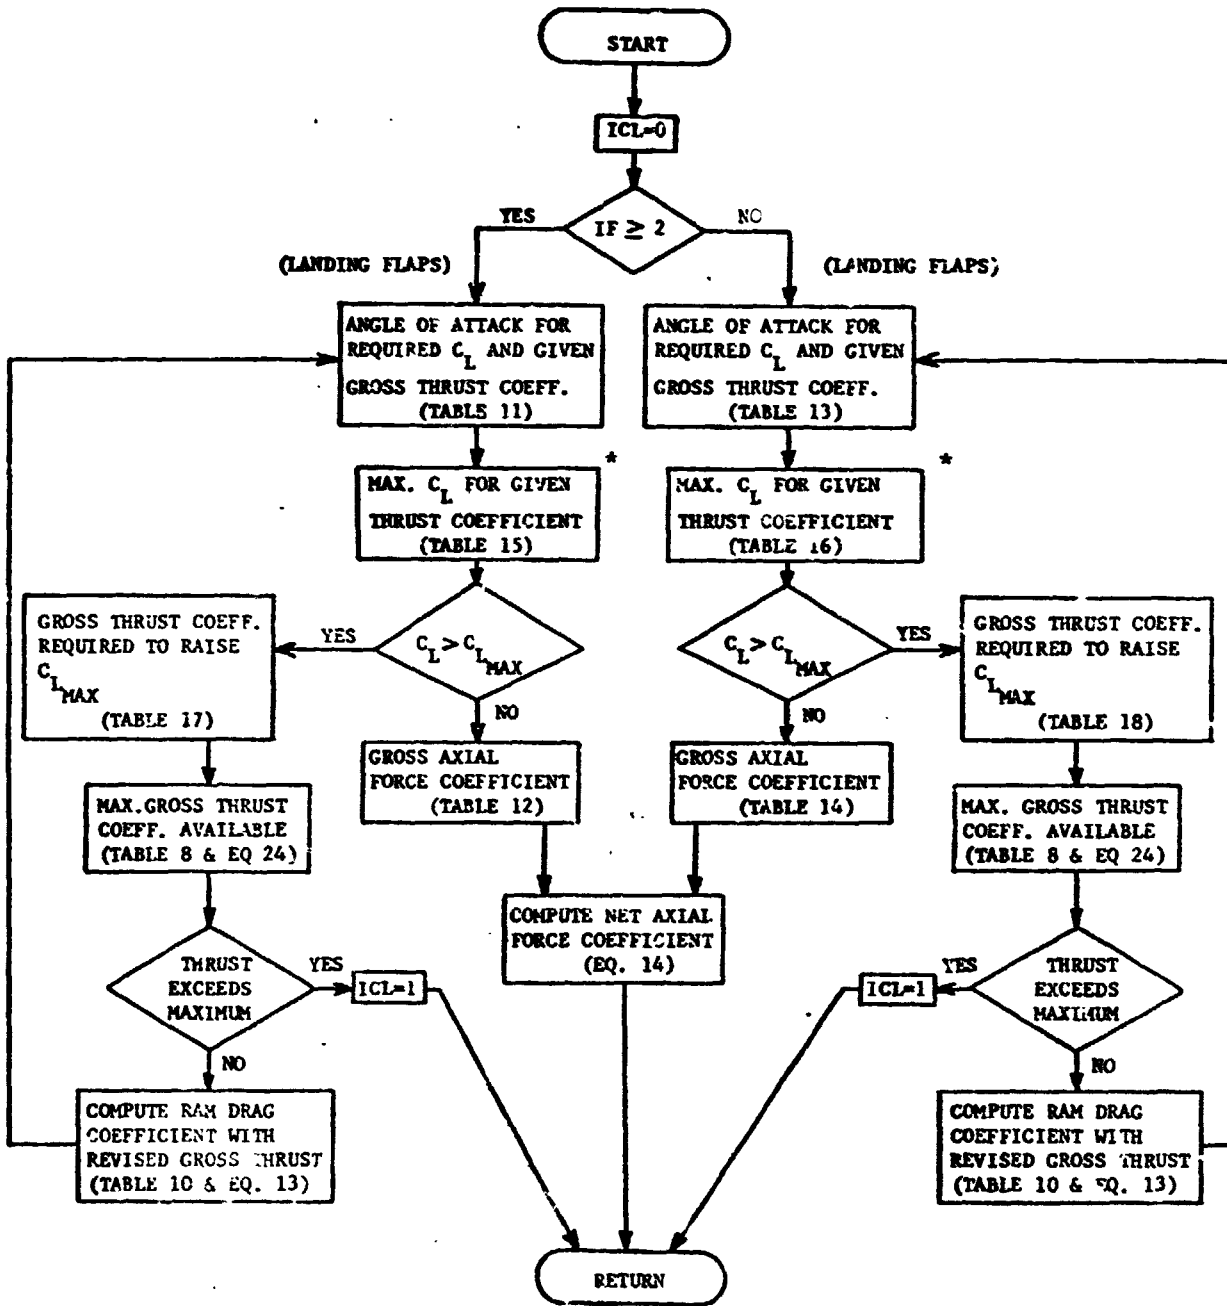 START
ICL=0
IF ≥ 2
YES
NO
(LANDING FLAPS)
(LANDING FLAPS)
ANGLE OF ATTACK FOR
REQUIRED C_L AND GIVEN
GROSS THRUST COEFF.
(TABLE 11)
ANGLE OF ATTACK FOR
REQUIRED C_L AND GIVEN
GROSS THRUST COEFF.
(TABLE 13)
*
MAX. C_L FOR GIVEN
THRUST COEFFICIENT
(TABLE 15)
*
MAX. C_L FOR GIVEN
THRUST COEFFICIENT
(TABLE 16)
C_L > C_L_MAX
YES
NO
C_L > C_L_MAX
YES
NO
GROSS THRUST COEFF.
REQUIRED TO RAISE
C_L_MAX
(TABLE 17)
GROSS AXIAL
FORCE COEFFICIENT
(TABLE 12)
GROSS AXIAL
FORCE COEFFICIENT
(TABLE 14)
GROSS THRUST COEFF.
REQUIRED TO RAISE
C_L_MAX
(TABLE 18)
MAX.GROSS THRUST
COEFF. AVAILABLE
(TABLE 8 & EQ 24)
MAX. GROSS THRUST
COEFF. AVAILABLE
(TABLE 8 & EQ 24)
COMPUTE NET AXIAL
FORCE COEFFICIENT
(EQ. 14)
THRUST
EXCEEDS
MAXIMUM
YES
ICL=1
NO
ICL=1
YES
THRUST
EXCEEDS
MAXIMUM
NO
COMPUTE RAM DRAG
COEFFICIENT WITH
REVISED GROSS THRUST
(TABLE 10 & EQ. 13)
COMPUTE RAM DRAG
COEFFICIENT WITH
REVISED GROSS THRUST
(TABLE 10 & EQ. 13)
RETURN